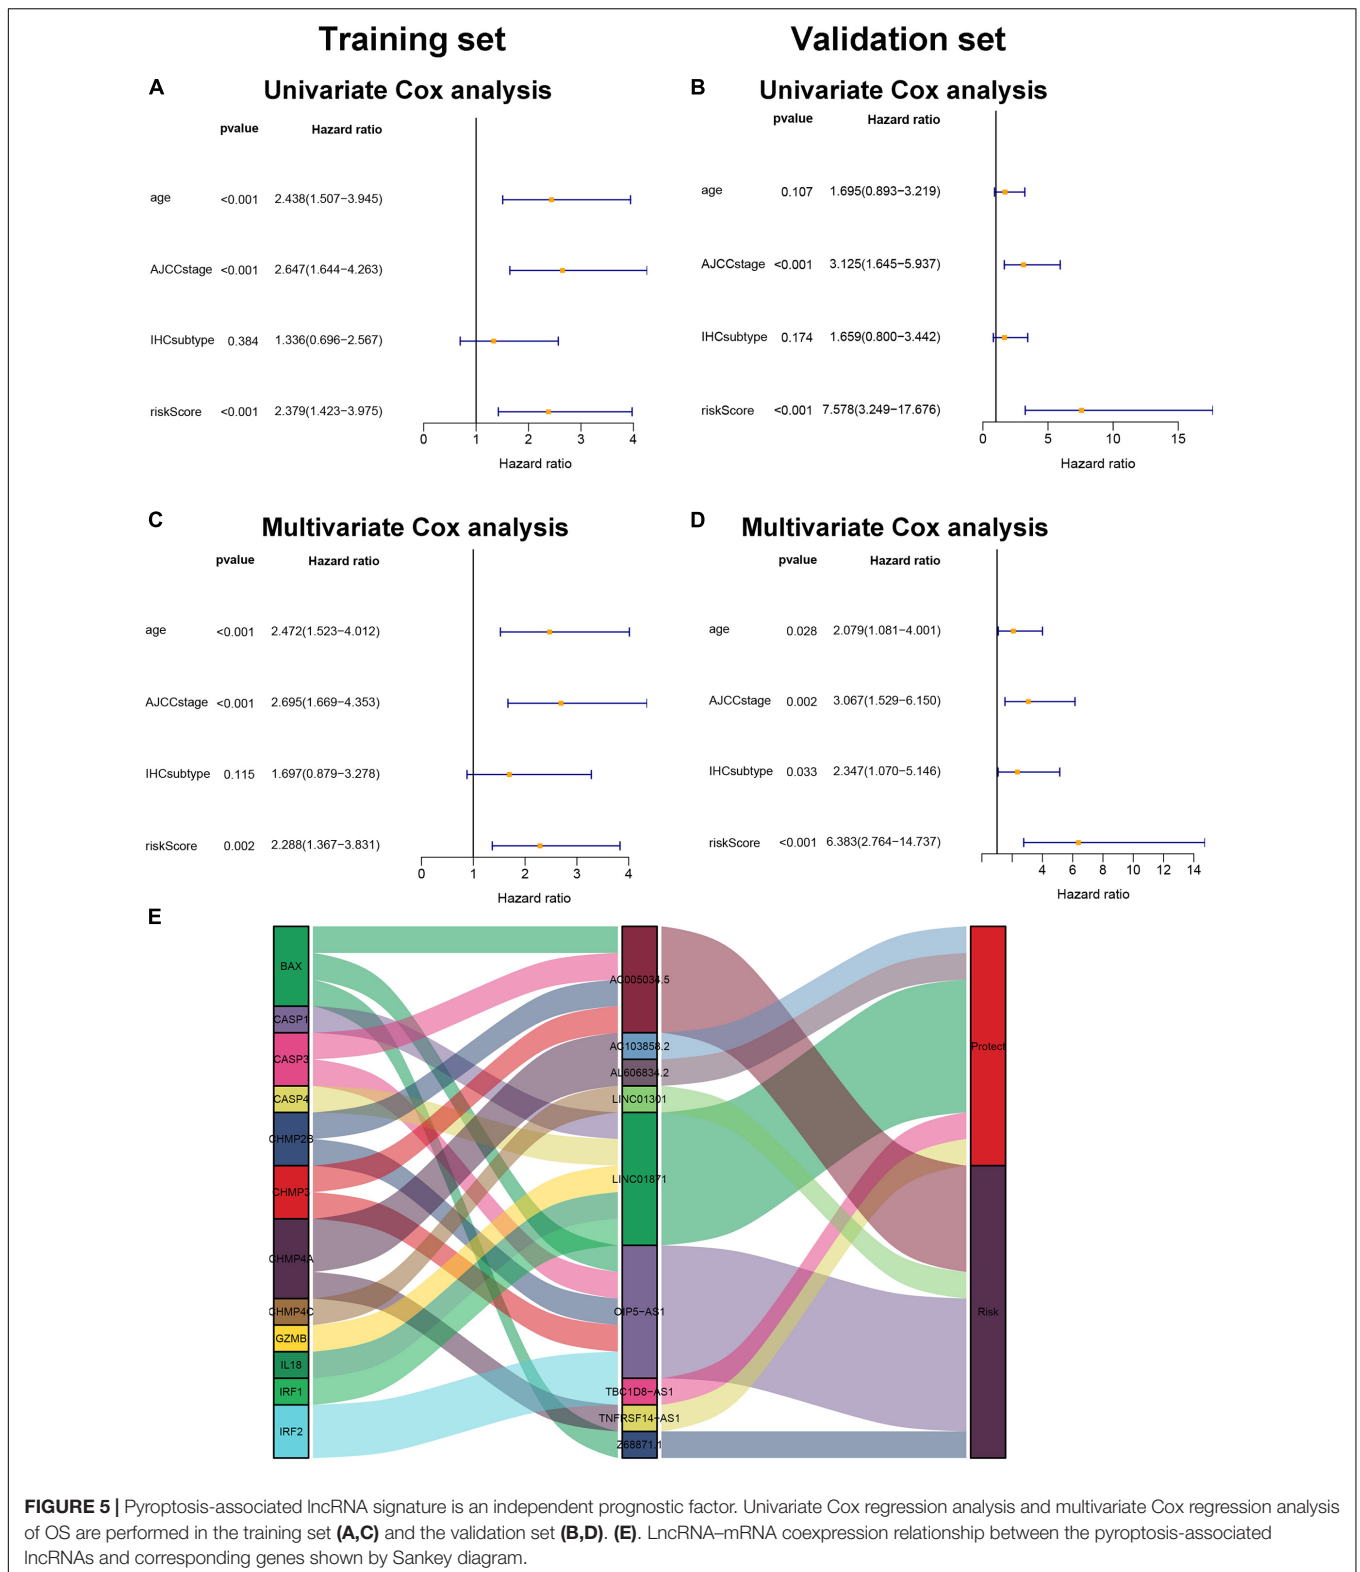 Training set
Validation set
A
Univariate Cox analysis
pvalue Hazard ratio
age <0.001 2.438(1.507−3.945)
AJCCstage <0.001 2.647(1.644−4.263)
IHCsubtype 0.384 1.336(0.696−2.567)
riskScore <0.001 2.379(1.423−3.975)
0 1 2 3 4
Hazard ratio
B
Univariate Cox analysis
pvalue Hazard ratio
age 0.107 1.695(0.893−3.219)
AJCCstage <0.001 3.125(1.645−5.937)
IHCsubtype 0.174 1.659(0.800−3.442)
riskScore <0.001 7.578(3.249−17.676)
0 5 10 15
Hazard ratio
C
Multivariate Cox analysis
pvalue Hazard ratio
age <0.001 2.472(1.523−4.012)
AJCCstage <0.001 2.695(1.669−4.353)
IHCsubtype 0.115 1.697(0.879−3.278)
riskScore 0.002 2.288(1.367−3.831)
0 1 2 3 4
Hazard ratio
D
Multivariate Cox analysis
pvalue Hazard ratio
age 0.028 2.079(1.081−4.001)
AJCCstage 0.002 3.067(1.529−6.150)
IHCsubtype 0.033 2.347(1.070−5.146)
riskScore <0.001 6.383(2.764−14.737)
4 6 8 10 12 14
Hazard ratio
E
BAX
CASP1
CASP3
CASP4
CHMP2B
CHMP3
CHMP4A
CHMP4C
GZMB
IL18
IRF1
IRF2
AC005034.5
AC103858.2
AL606834.2
LINC01301
LINC01871
OIP5−AS1
TBC1D8−AS1
TNFRSF14−AS1
Z68871.1
Protect
Risk
FIGURE 5 | Pyroptosis-associated lncRNA signature is an independent prognostic factor. Univariate Cox regression analysis and multivariate Cox regression analysis
of OS are performed in the training set (A,C) and the validation set (B,D). (E). LncRNA–mRNA coexpression relationship between the pyroptosis-associated
lncRNAs and corresponding genes shown by Sankey diagram.